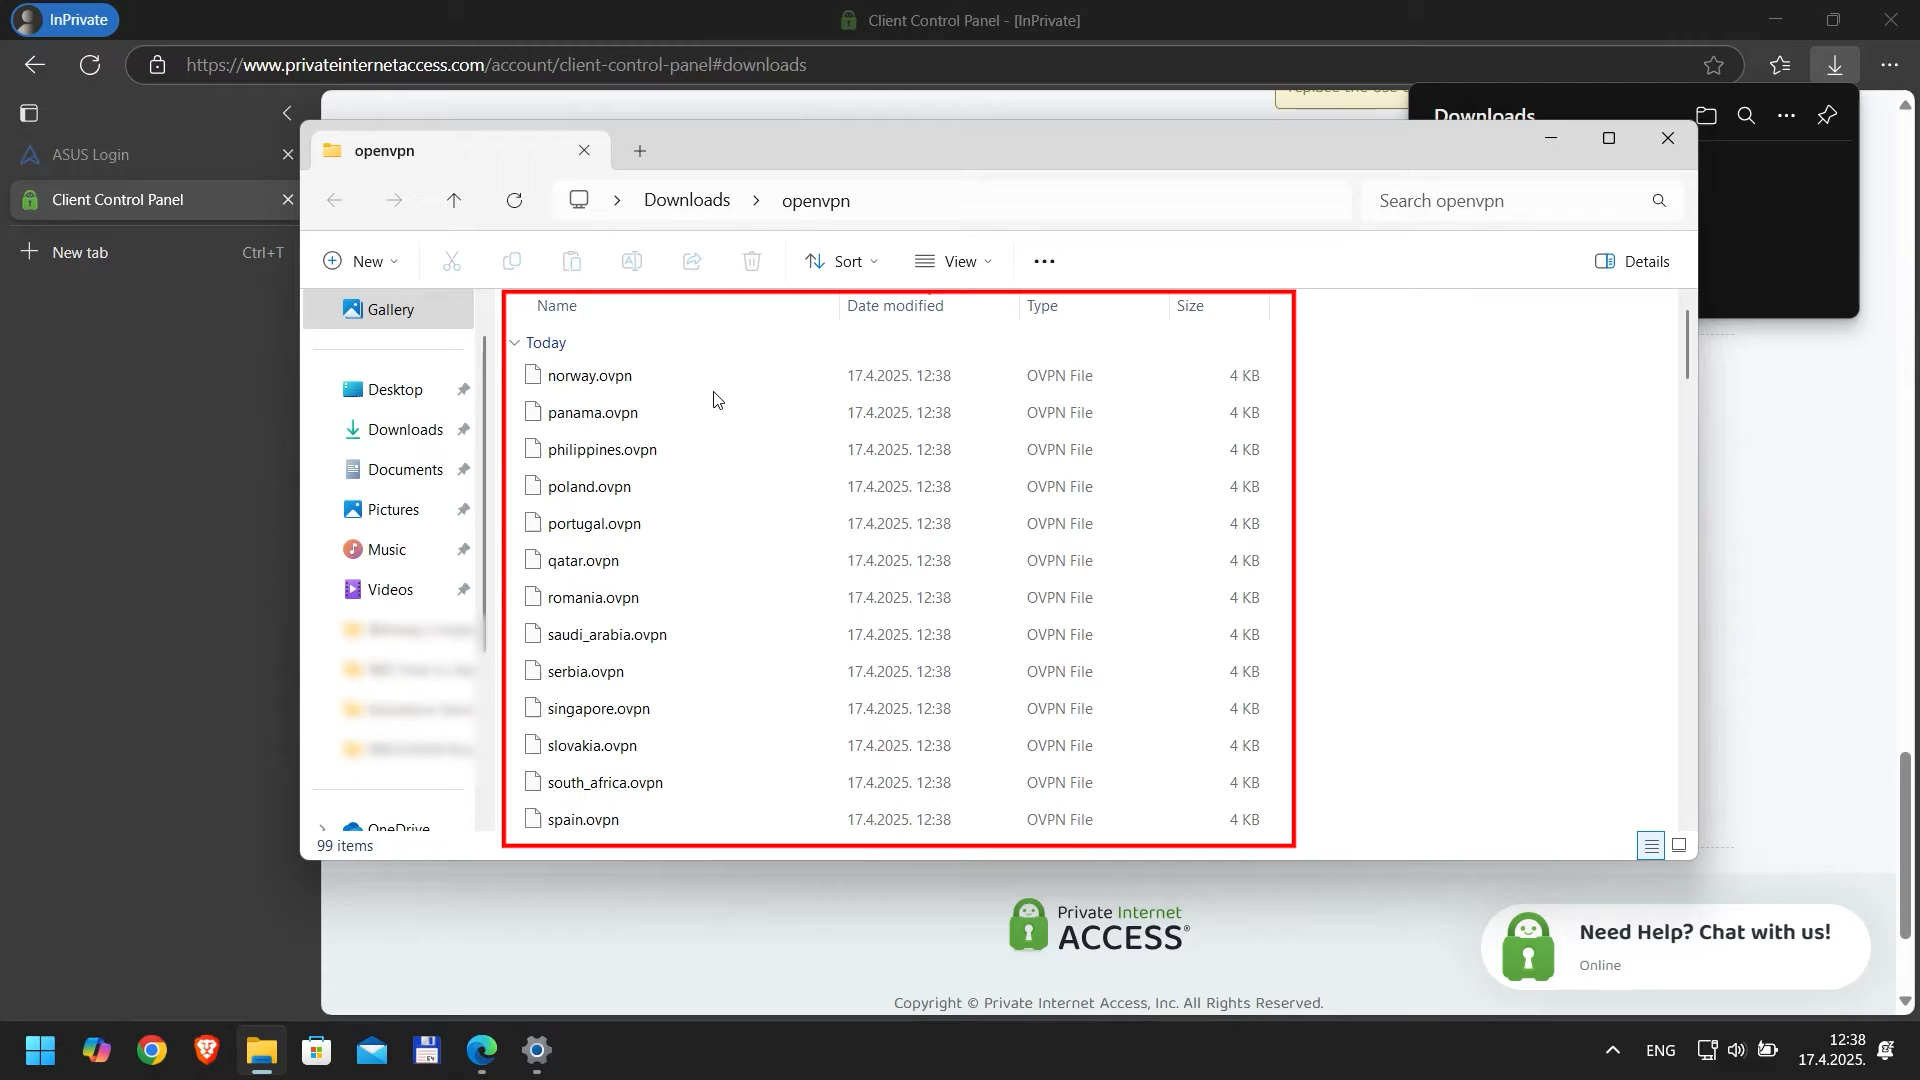 InPrivate
Client Control Panel - [InPrivate]
https://www.privateinternetaccess.com/account/client-control-panel#downloads
Downloads
ASUS Login
Client Control Panel
New tab Ctrl+T
openvpn
Downloads > openvpn
Search openvpn
New
Sort
View
Details
Gallery
Desktop
Downloads
Documents
Pictures
Music
Videos
OneDrive
99 items
Name Date modified Type Size
Today
norway.ovpn 17.4.2025. 12:38 OVPN File 4 KB
panama.ovpn 17.4.2025. 12:38 OVPN File 4 KB
philippines.ovpn 17.4.2025. 12:38 OVPN File 4 KB
poland.ovpn 17.4.2025. 12:38 OVPN File 4 KB
portugal.ovpn 17.4.2025. 12:38 OVPN File 4 KB
qatar.ovpn 17.4.2025. 12:38 OVPN File 4 KB
romania.ovpn 17.4.2025. 12:38 OVPN File 4 KB
saudi_arabia.ovpn 17.4.2025. 12:38 OVPN File 4 KB
serbia.ovpn 17.4.2025. 12:38 OVPN File 4 KB
singapore.ovpn 17.4.2025. 12:38 OVPN File 4 KB
slovakia.ovpn 17.4.2025. 12:38 OVPN File 4 KB
south_africa.ovpn 17.4.2025. 12:38 OVPN File 4 KB
spain.ovpn 17.4.2025. 12:38 OVPN File 4 KB
Private Internet
ACCESS®
Need Help? Chat with us!
Online
Copyright © Private Internet Access, Inc. All Rights Reserved.
64
ENG
12:38
17.4.2025.